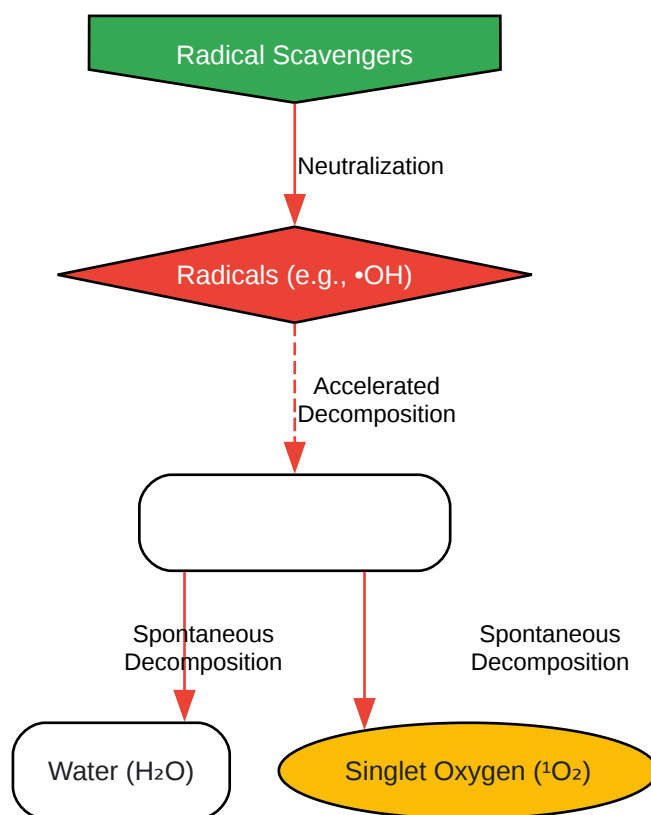 Radical Scavengers
Neutralization
Radicals (e.g., •OH)
Accelerated
Decomposition
Spontaneous
Decomposition
Spontaneous
Decomposition
Water (H₂O)
Singlet Oxygen (¹O₂)